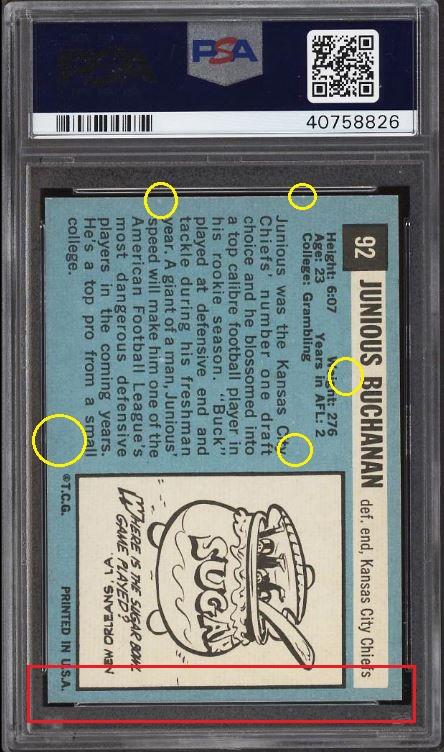 PSA
40758826
92 JUNIOUS BUCHANAN def. end, Kansas City Chiefs
Height: 6:07 Weight: 276
Age: 23 Years in AFL: 2
College: Grambling
Junious was the Kansas City
Chiefs' number one draft
choice and he blossomed into
a top calibre football player in
his rookie season. "Buck"
played at defensive end and
tackle during his freshman
year. A giant of a man, Junious'
speed will make him one of the
American Football League's
most dangerous defensive
players in the coming years.
He's a top pro from a small
college.
SUGA
WHERE IS THE SUGAR BOWL
GAME PLAYED?
NEW ORLEANS, LA.
©T.C.G. PRINTED IN U.S.A.